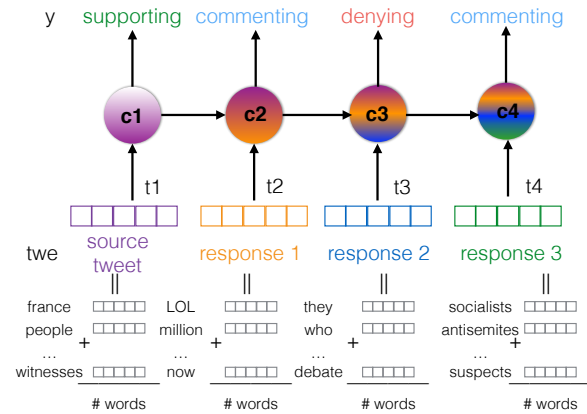 y supporting commenting denying commenting
c1 c2 c3 c4
t1 t2 t3 t4
twe source tweet response 1 response 2 response 3
= = = =
france LOL they socialists
people million who antisemites
+ + + +
... ... ... ...
witnesses now debate suspects
# words # words # words # words